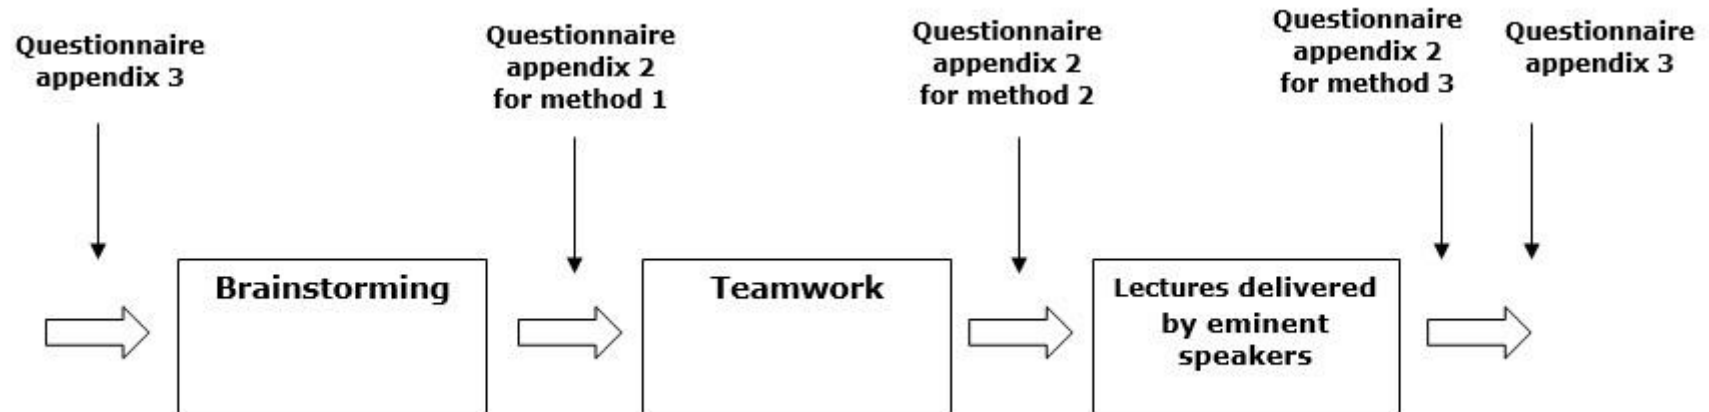 Questionnaire
appendix 3
Questionnaire
appendix 2
for method 1
Questionnaire
appendix 2
for method 2
Questionnaire
appendix 2
for method 3
Questionnaire
appendix 3
Brainstorming
Teamwork
Lectures delivered
by eminent
speakers